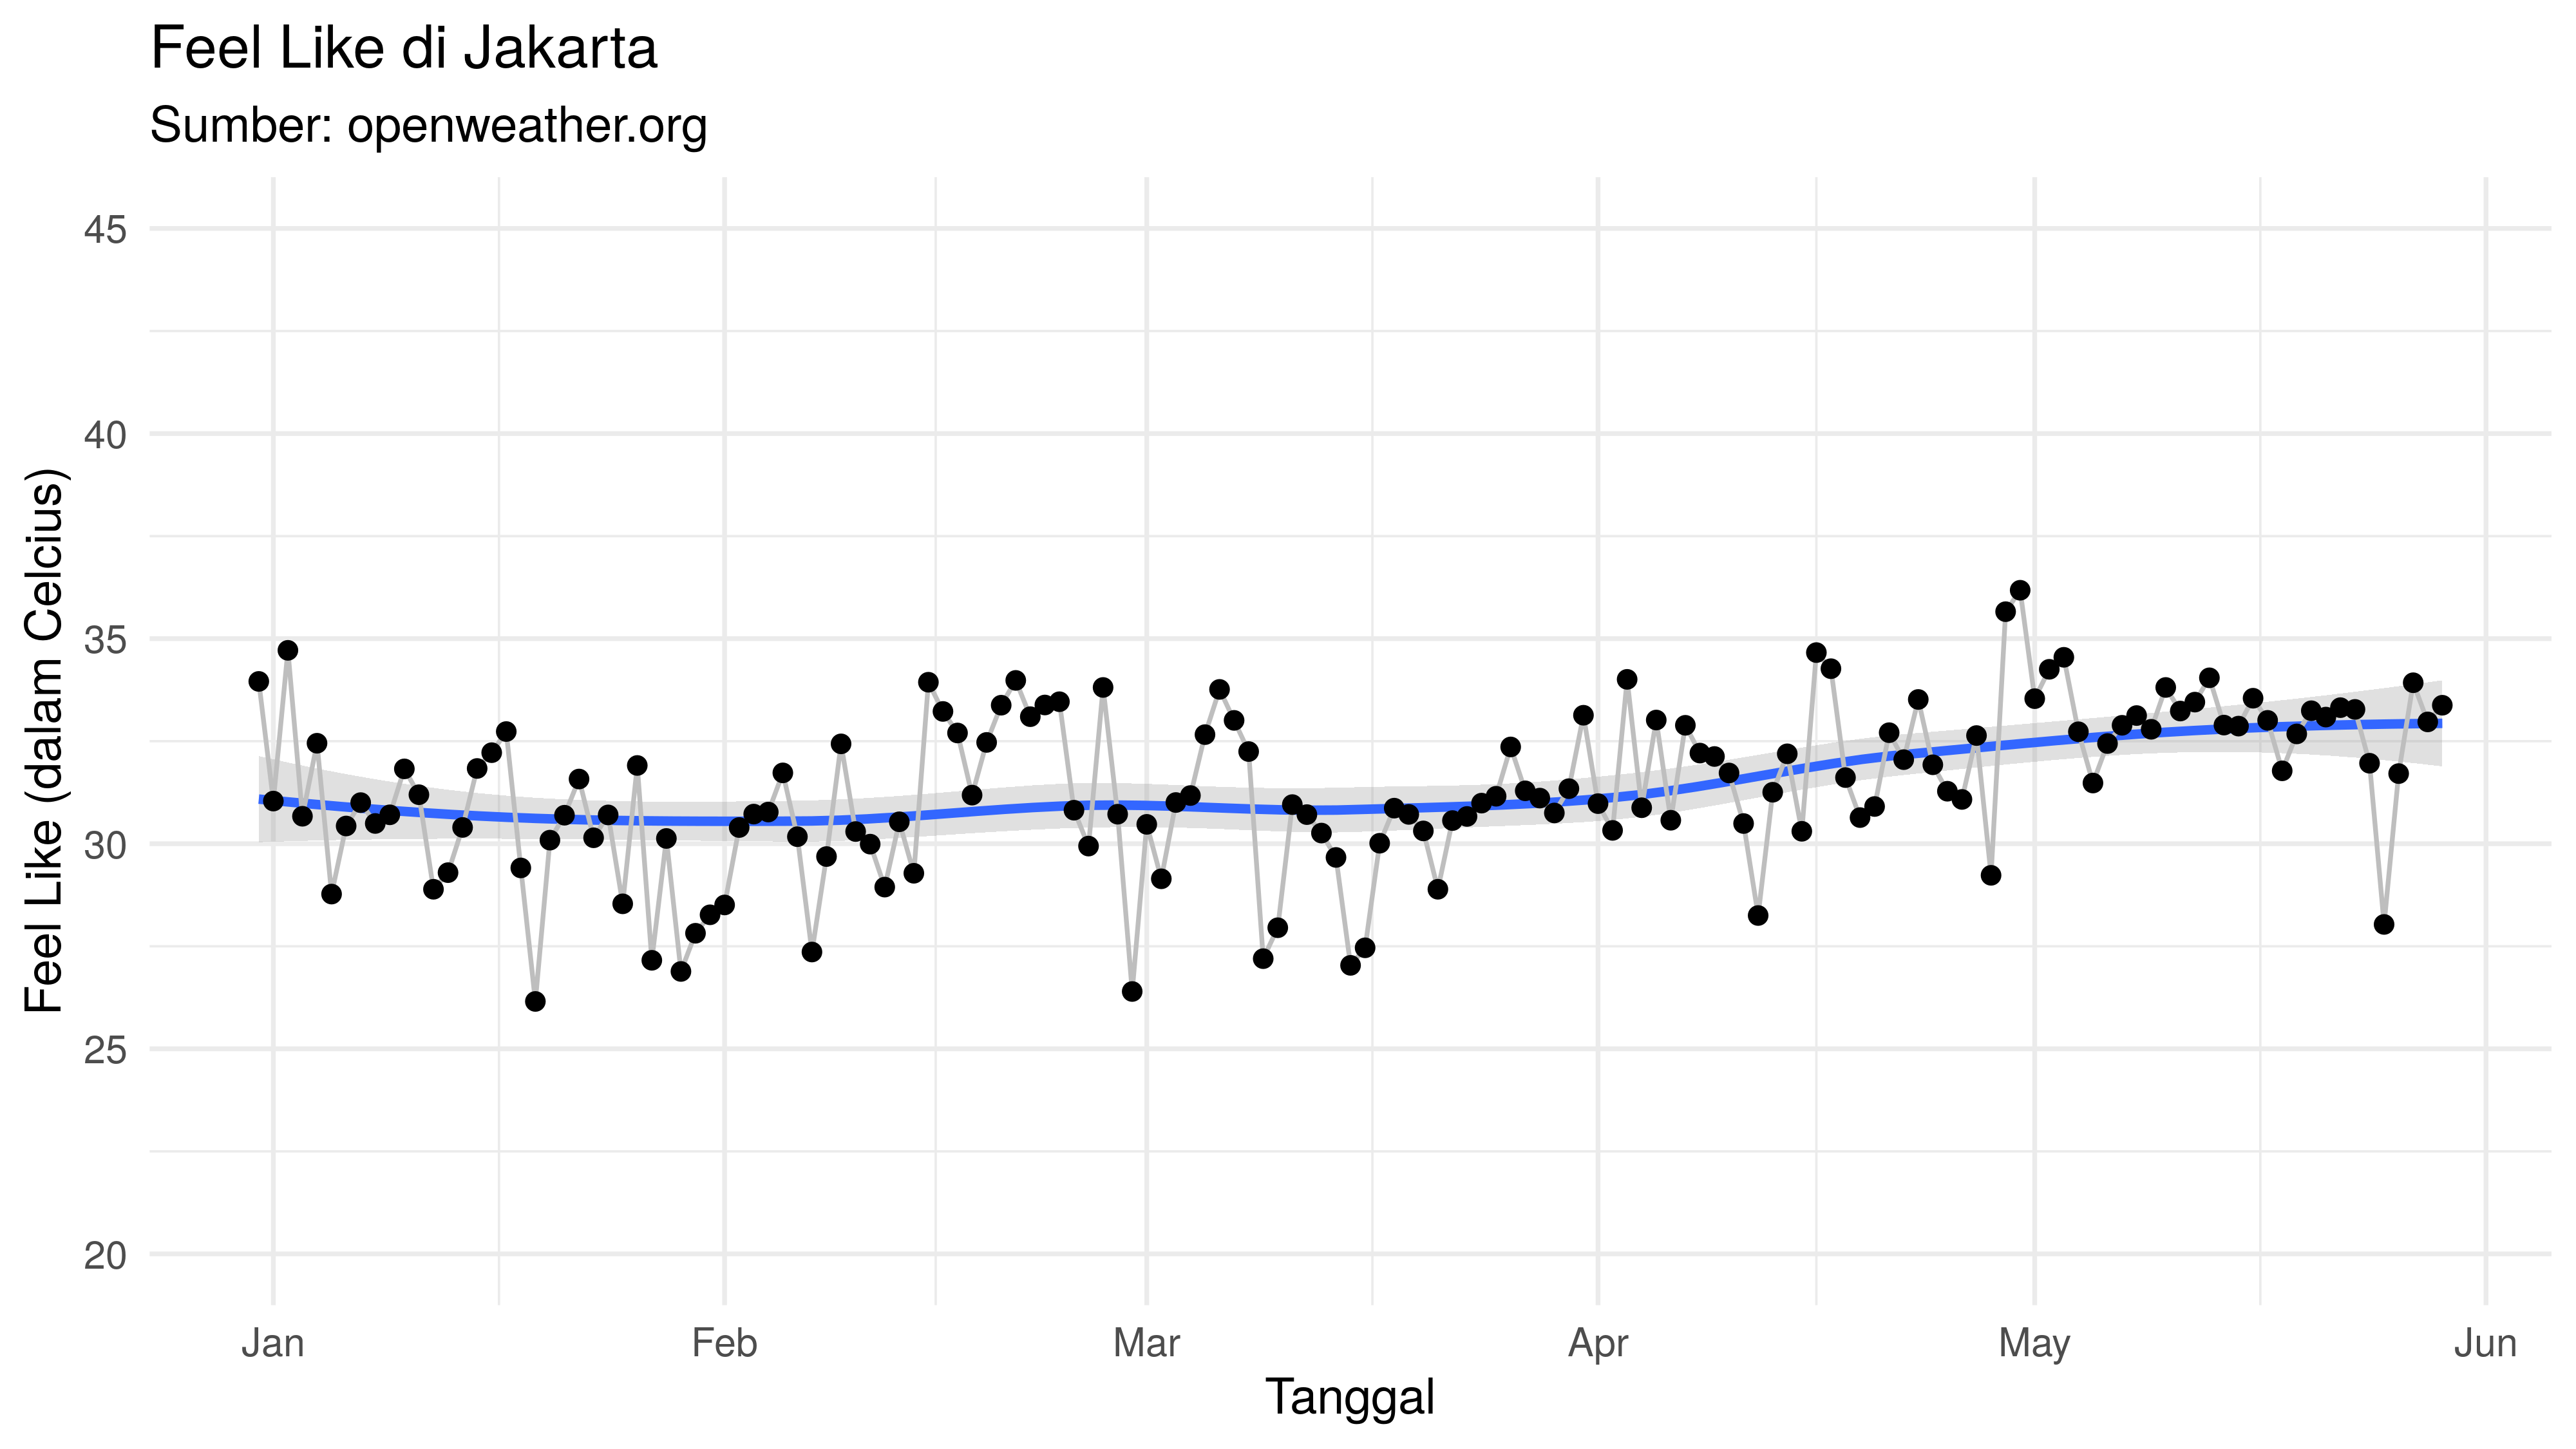 Feel Like di Jakarta
Sumber: openweather.org
Feel Like (dalam Celcius)
45
40
35
30
25
20
Jan Feb Mar Apr May Jun
Tanggal